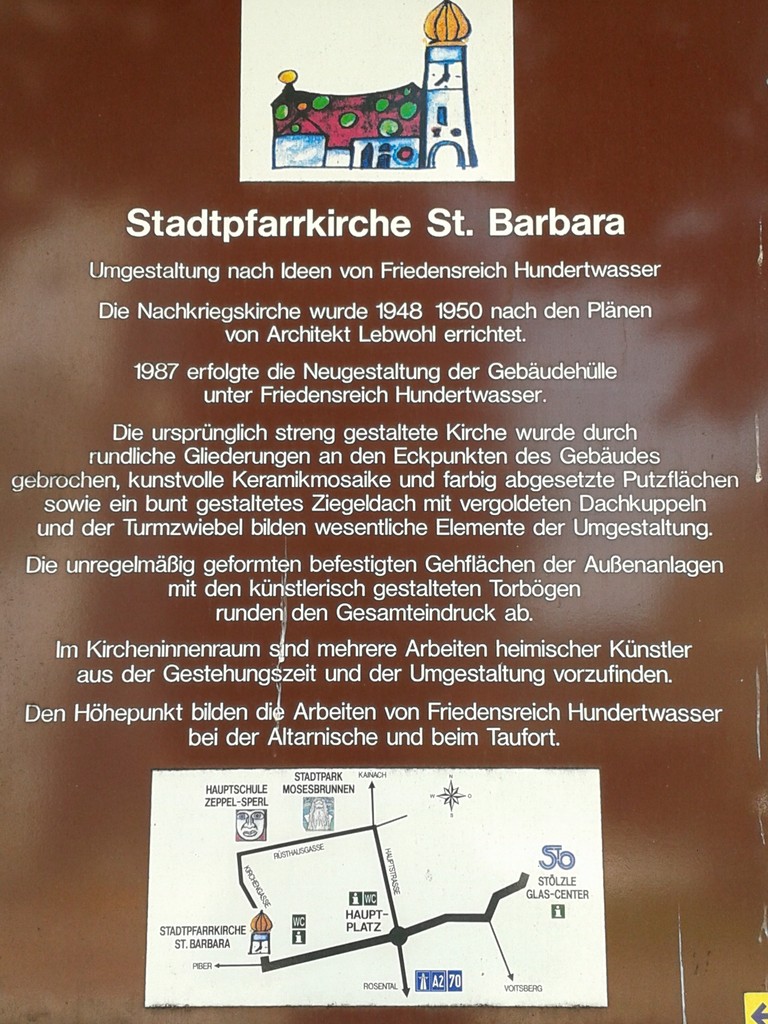 Stadtpfarrkirche St. Barbara
Umgestaltung nach Ideen von Friedensreich Hundertwasser
Die Nachkriegskirche wurde 1948 1950 nach den Plänen
von Architekt Lebwohl errichtet.
1987 erfolgte die Neugestaltung der Gebäudehülle
unter Friedensreich Hundertwasser.
Die ursprünglich streng gestaltete Kirche wurde durch
rundliche Gliederungen an den Eckpunkten des Gebäudes
gebrochen, kunstvolle Keramikmosaike und farbig abgesetzte Putzflächen
sowie ein bunt gestaltetes Ziegeldach mit vergoldeten Dachkuppeln
und der Turmzwiebel bilden wesentliche Elemente der Umgestaltung.
Die unregelmäßig geformten befestigten Gehflächen der Außenanlagen
mit den künstlerisch gestalteten Torbögen
runden den Gesamteindruck ab.
Im Kircheninnenraum sind mehrere Arbeiten heimischer Künstler
aus der Gestehungszeit und der Umgestaltung vorzufinden.
Den Höhepunkt bilden die Arbeiten von Friedensreich Hundertwasser
bei der Altarnische und beim Taufort.
STADTPARK
MOSESBRUNNEN
KAINACH
HAUPTSCHULE
ZEPPEL-SPERL
N
W O
S
RÜSTHAUSGASSE
HAUPTSTRASSE
KIRCHENGASSE
Sto
STÖLZLE
GLAS-CENTER
i
i WC
HAUPT-
PLATZ
WC
i
STADTPFARRKIRCHE
ST. BARBARA
PIBER
ROSENTAL
A2 70
VOITSBERG